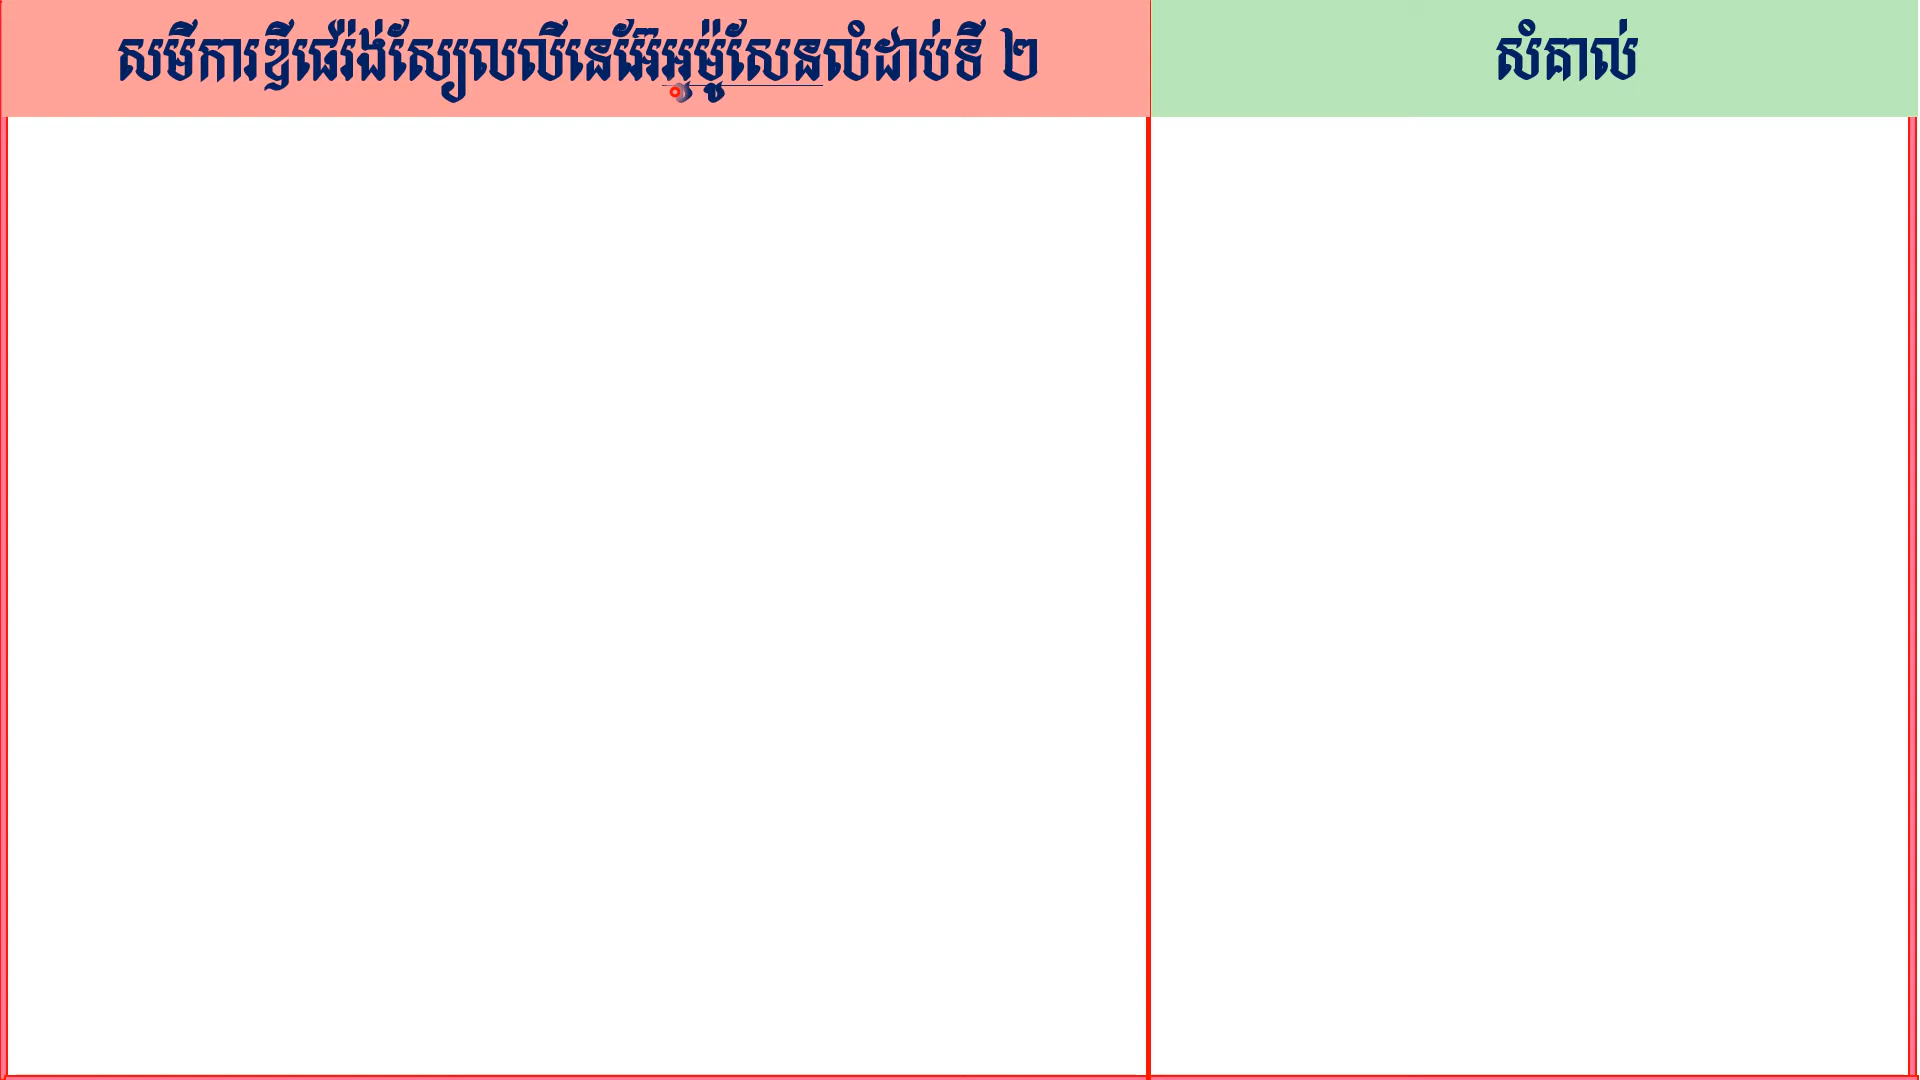 សមីការឌីផេរ៉ង់ស្យែលលីនេអ៊ែអូម៉ូសែនលំដាប់ទី ២
សំគាល់